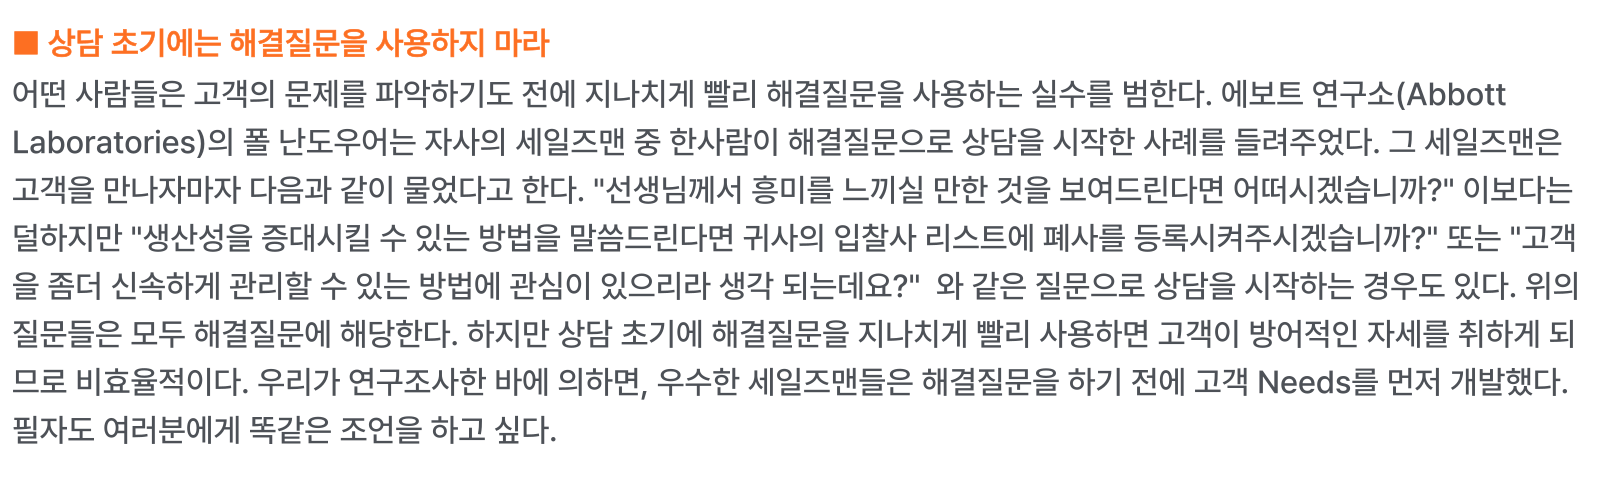 ■ 상담 초기에는 해결질문을 사용하지 마라
어떤 사람들은 고객의 문제를 파악하기도 전에 지나치게 빨리 해결질문을 사용하는 실수를 범한다. 에보트 연구소(Abbott
Laboratories)의 폴 난도우어는 자사의 세일즈맨 중 한사람이 해결질문으로 상담을 시작한 사례를 들려주었다. 그 세일즈맨은
고객을 만나자마자 다음과 같이 물었다고 한다. "선생님께서 흥미를 느끼실 만한 것을 보여드린다면 어떠시겠습니까?" 이보다는
덜하지만 "생산성을 증대시킬 수 있는 방법을 말씀드린다면 귀사의 입찰사 리스트에 폐사를 등록시켜주시겠습니까?" 또는 "고객
을 좀더 신속하게 관리할 수 있는 방법에 관심이 있으리라 생각 되는데요?"  와 같은 질문으로 상담을 시작하는 경우도 있다. 위의
질문들은 모두 해결질문에 해당한다. 하지만 상담 초기에 해결질문을 지나치게 빨리 사용하면 고객이 방어적인 자세를 취하게 되
므로 비효율적이다. 우리가 연구조사한 바에 의하면, 우수한 세일즈맨들은 해결질문을 하기 전에 고객 Needs를 먼저 개발했다.
필자도 여러분에게 똑같은 조언을 하고 싶다.